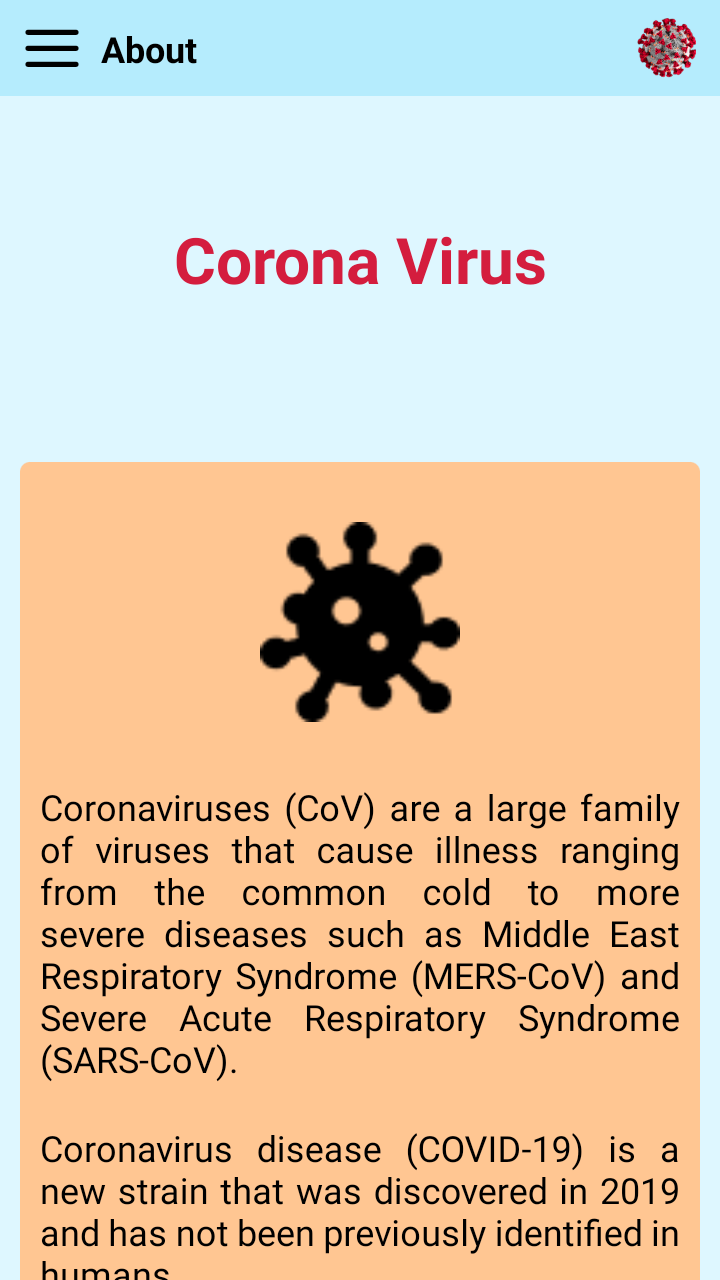 About
Corona Virus
Coronaviruses (CoV) are a large family
of viruses that cause illness ranging
from the common cold to more
severe diseases such as Middle East
Respiratory Syndrome (MERS-CoV) and
Severe Acute Respiratory Syndrome
(SARS-CoV).
Coronavirus disease (COVID-19) is a
new strain that was discovered in 2019
and has not been previously identified in
humans.